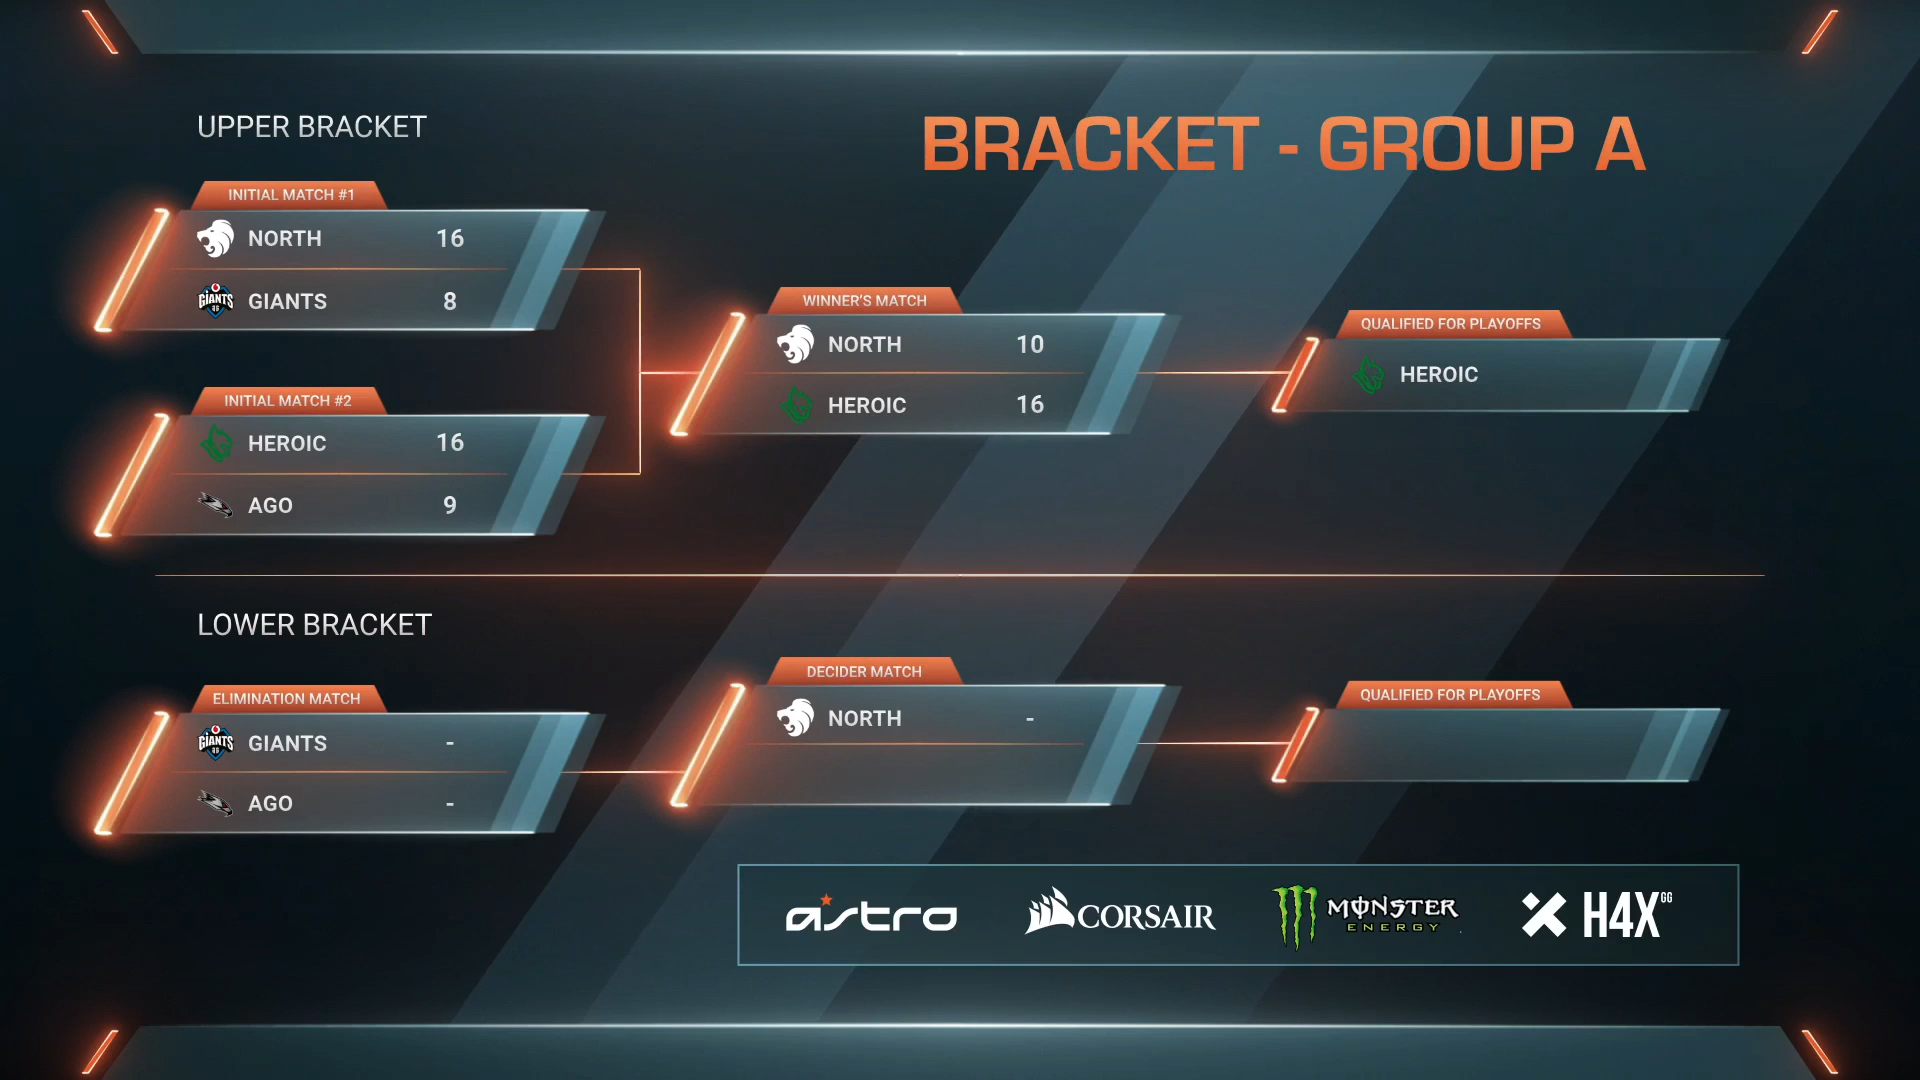 UPPER BRACKET
BRACKET - GROUP A
INITIAL MATCH #1
NORTH 16
GIANTS GIANTS 8
INITIAL MATCH #2
HEROIC 16
AGO 9
WINNER'S MATCH
NORTH 10
HEROIC 16
QUALIFIED FOR PLAYOFFS
HEROIC
LOWER BRACKET
ELIMINATION MATCH
GIANTS GIANTS -
AGO -
DECIDER MATCH
NORTH -
QUALIFIED FOR PLAYOFFS
astro CORSAIR MONSTER ENERGY H4X GG